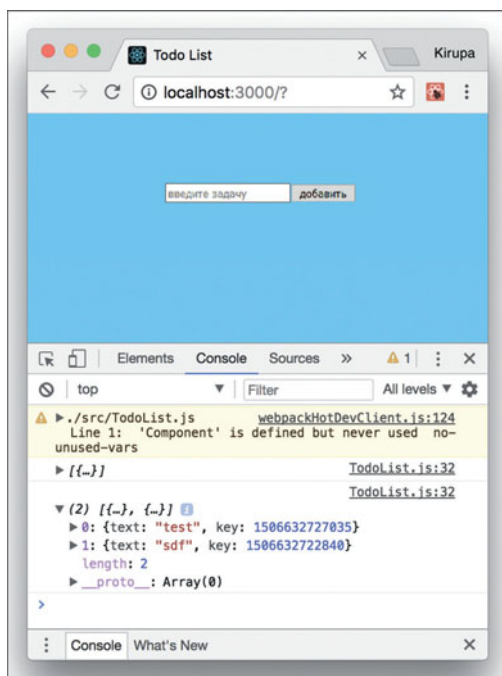 Todo List
Kirupa
localhost:3000/?
введите задачу добавить
Elements Console Sources » 1
top Filter All levels
./src/TodoList.js webpackHotDevClient.js:124
Line 1: 'Component' is defined but never used no-
unused-vars
[{…}] TodoList.js:32
TodoList.js:32
(2) [{…}, {…}] i
0: {text: "test", key: 1506632727035}
1: {text: "sdf", key: 1506632722840}
length: 2
__proto__: Array(0)
>
Console What's New